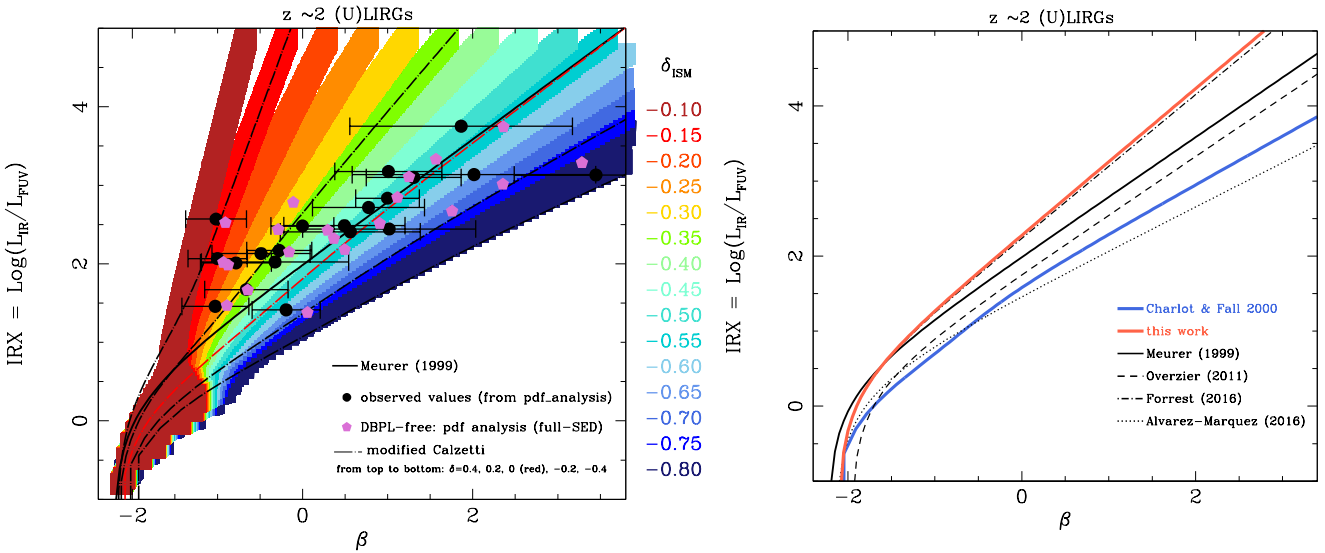 z ~2 (U)LIRGs
IRX = Log(L_IR/L_FUV)
4
2
0
−2
0
2
β
δ_ISM
−0.10
−0.15
−0.20
−0.25
−0.30
−0.35
−0.40
−0.45
−0.50
−0.55
−0.60
−0.65
−0.70
−0.75
−0.80
Meurer (1999)
observed values (from pdf_analysis)
DBPL−free: pdf analysis (full−SED)
modified Calzetti
from top to bottom: δ=0.4, 0.2, 0 (red), −0.2, −0.4
z ~2 (U)LIRGs
IRX = Log(L_IR/L_FUV)
4
2
0
−2
0
2
β
Charlot & Fall 2000
this work
Meurer (1999)
Overzier (2011)
Forrest (2016)
Alvarez−Marquez (2016)